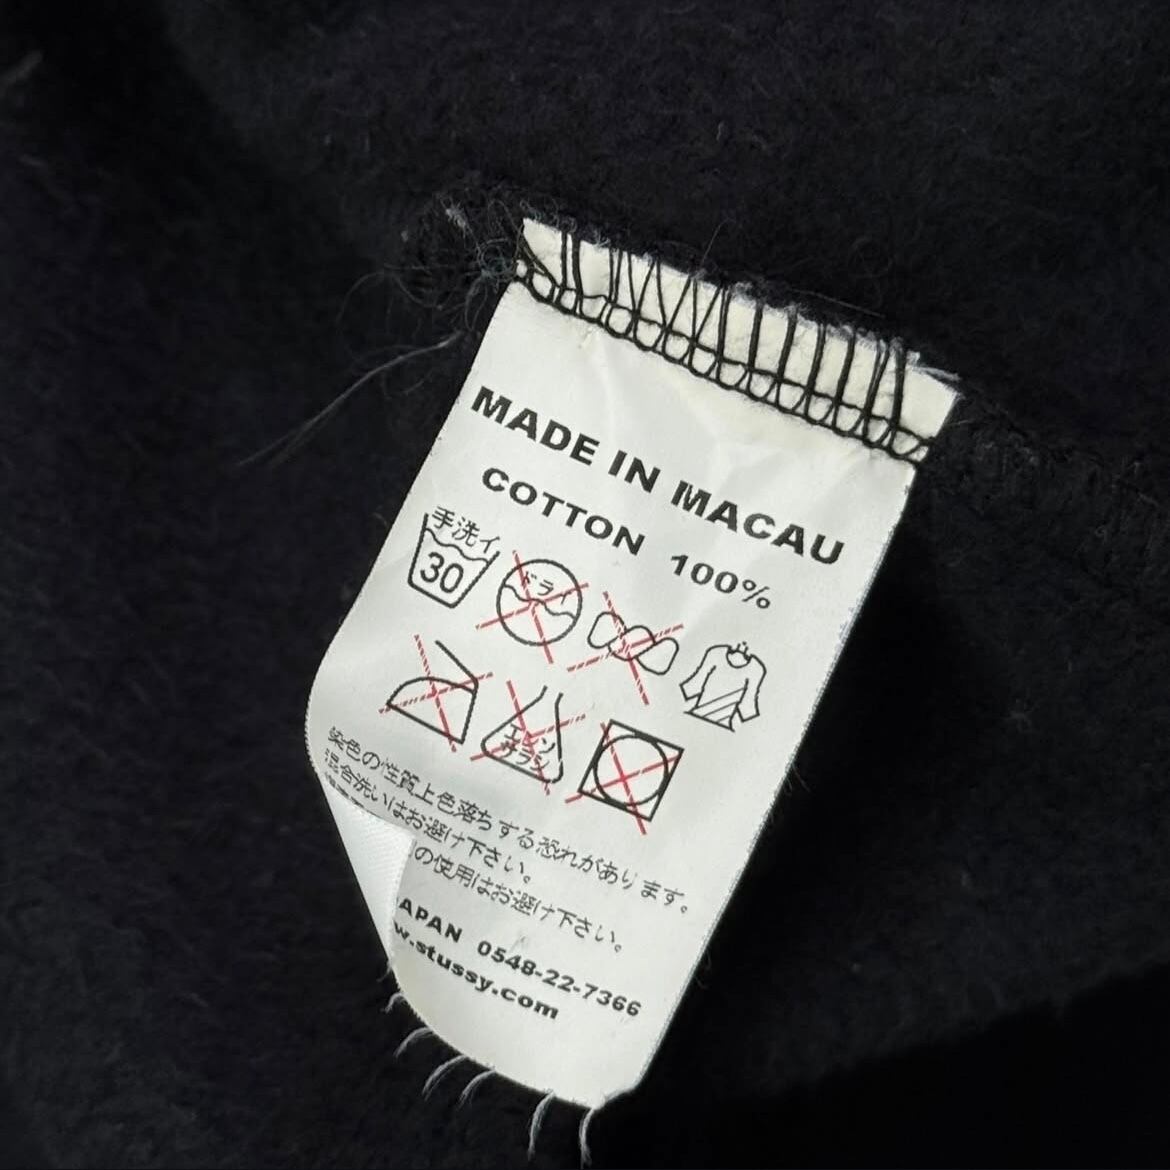 MADE IN MACAU
COTTON 100%
手洗イ
30
ドライ
エンソ
サラシ
染色の性質上色落ちする恐れがあります。
混合洗いはお避け下さい。
の使用はお避け下さい。
APAN 0548-22-7366
w.stussy.com